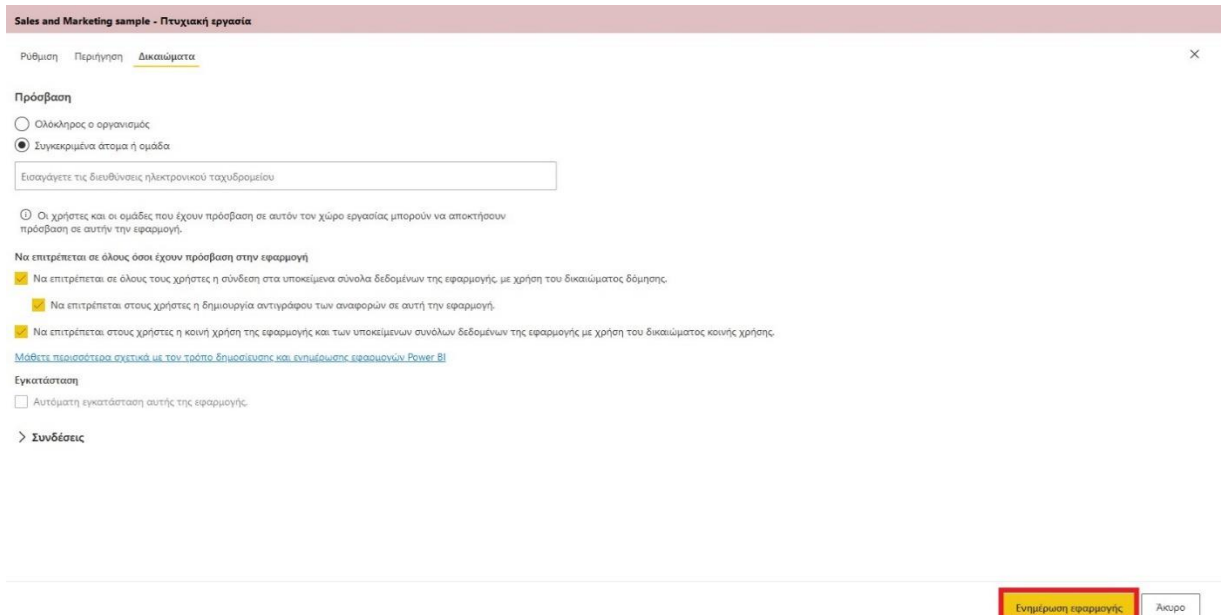 Sales and Marketing sample - Πτυχιακή εργασία
Ρύθμιση Περιήγηση Δικαιώματα
Πρόσβαση
Ολόκληρος ο οργανισμός
Συγκεκριμένα άτομα ή ομάδα
Εισαγάγετε τις διευθύνσεις ηλεκτρονικού ταχυδρομείου
Οι χρήστες και οι ομάδες που έχουν πρόσβαση σε αυτόν τον χώρο εργασίας μπορούν να αποκτήσουν
πρόσβαση σε αυτήν την εφαρμογή.
Να επιτρέπεται σε όλους όσοι έχουν πρόσβαση στην εφαρμογή
Να επιτρέπεται σε όλους τους χρήστες η σύνδεση στα υποκείμενα σύνολα δεδομένων της εφαρμογής, με χρήση του δικαιώματος δόμησης.
Να επιτρέπεται στους χρήστες η δημιουργία αντιγράφου των αναφορών σε αυτή την εφαρμογή.
Να επιτρέπεται στους χρήστες η κοινή χρήση της εφαρμογής και των υποκείμενων συνόλων δεδομένων της εφαρμογής με χρήση του δικαιώματος κοινής χρήσης.
Μάθετε περισσότερα σχετικά με τον τρόπο δημοσίευσης και ενημέρωσης εφαρμογών Power BI
Εγκατάσταση
Αυτόματη εγκατάσταση αυτής της εφαρμογής.
Συνδέσεις
Ενημέρωση εφαρμογής Άκυρο